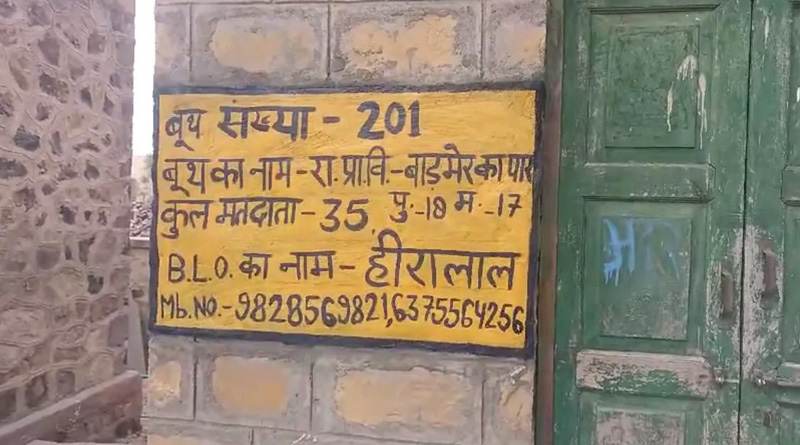 बूथ संख्या - 201
बूथ का नाम - रा. प्रा. वि. - बाड़मेर का पार
कुल मतदाता - 35, पु. - 18 म. - 17
B.L.O. का नाम - हीरालाल
Mb. NO. - 9828569821, 6375564256